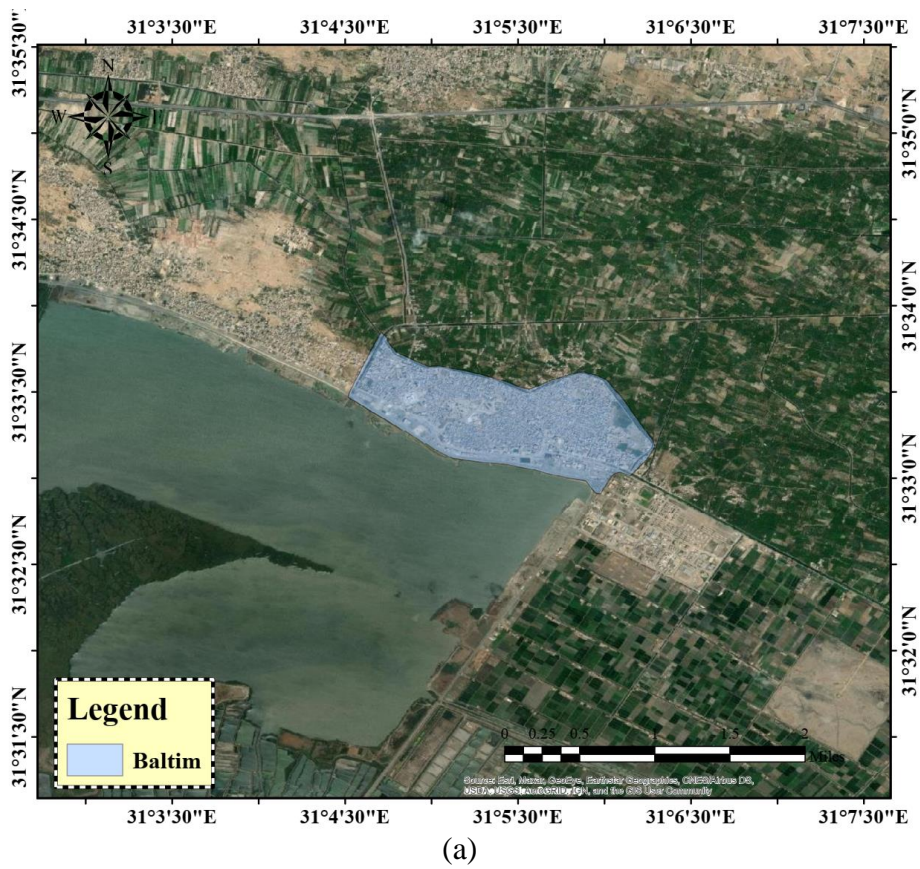 31°3'30"E 31°4'30"E 31°5'30"E 31°6'30"E 31°7'30"E
31°35'30"N
31°35'0"N
31°34'30"N
31°34'0"N
31°33'30"N
31°33'0"N
31°32'30"N
31°32'0"N
31°31'30"N
N
W
S
Legend
Baltim
0 0.25 0.5 1 1.5 2
Miles
Source: Esri, Maxar, GeoEye, Earthstar Geographics, CNES/Airbus DS,
USDA, USGS, AeroGRID, IGN, and the GIS User Community
31°3'30"E 31°4'30"E 31°5'30"E 31°6'30"E 31°7'30"E
(a)